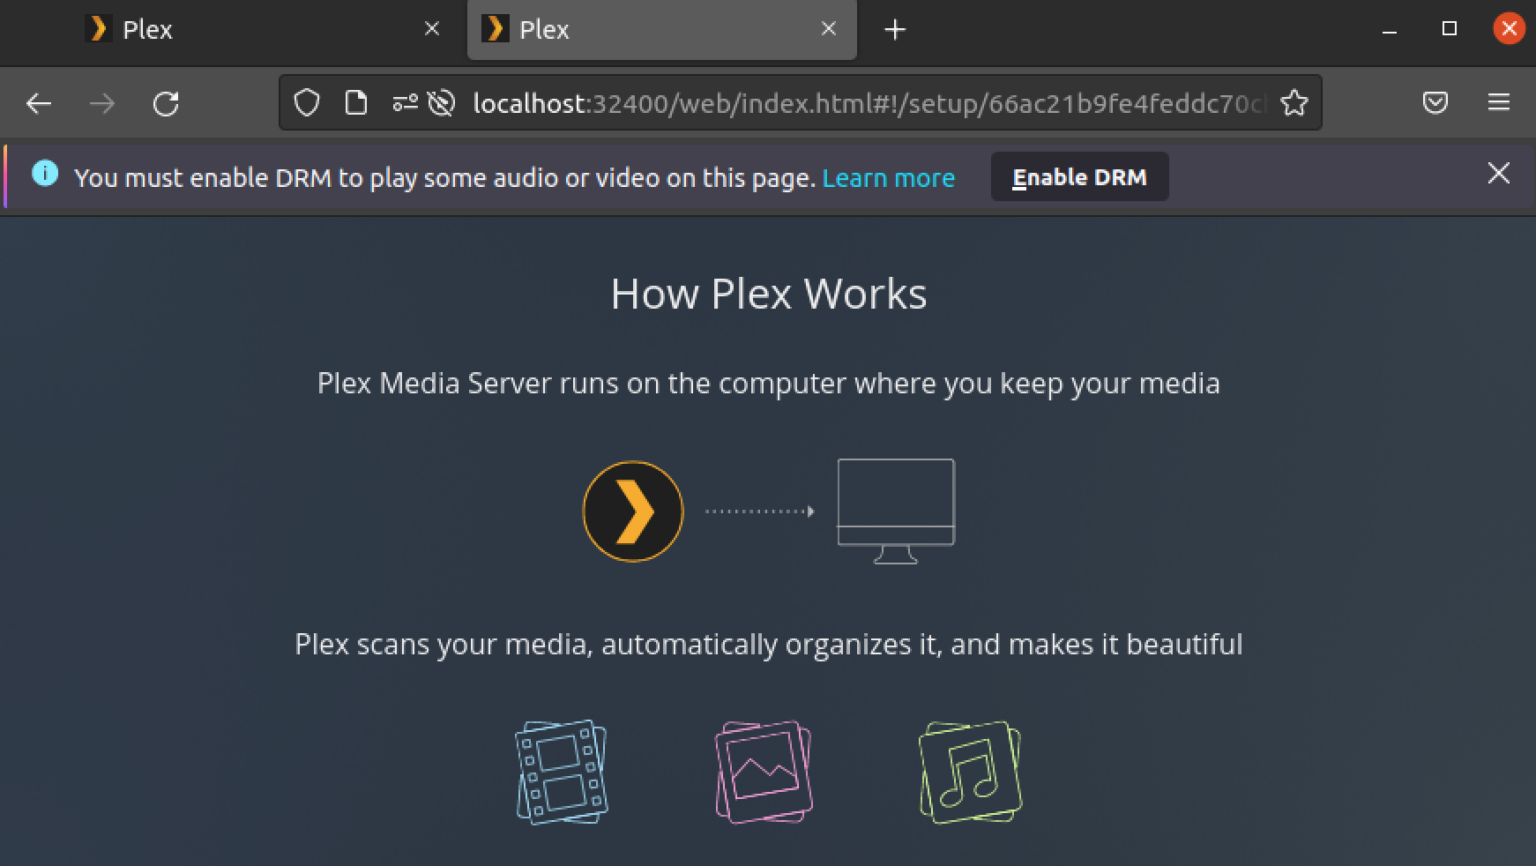 Plex
Plex
localhost:32400/web/index.html#!/setup/66ac21b9fe4feddc70c
You must enable DRM to play some audio or video on this page. Learn more
Enable DRM
How Plex Works
Plex Media Server runs on the computer where you keep your media
Plex scans your media, automatically organizes it, and makes it beautiful